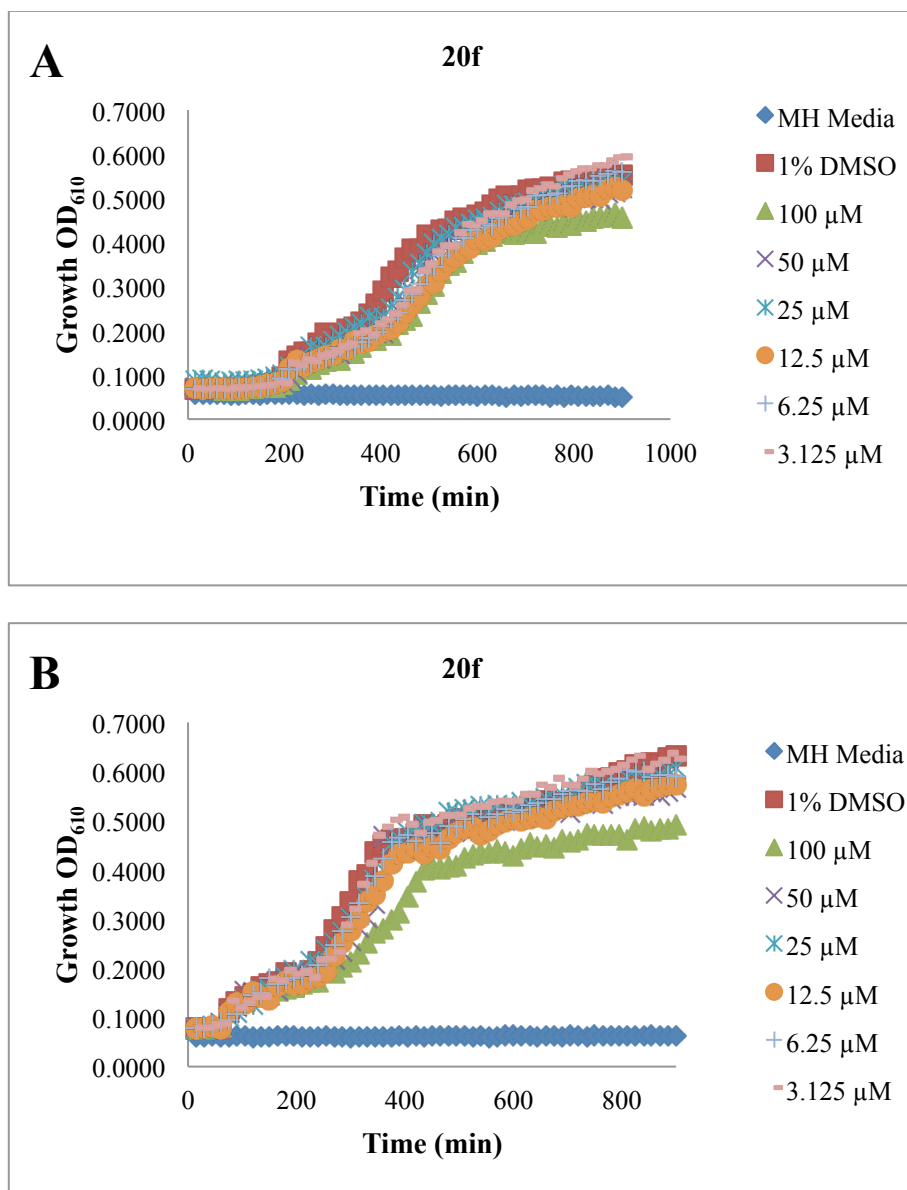 A
20f
Growth OD610
0.7000
0.6000
0.5000
0.4000
0.3000
0.2000
0.1000
0.0000
0 200 400 600 800 1000
Time (min)
MH Media
1% DMSO
100 µM
50 µM
25 µM
12.5 µM
6.25 µM
3.125 µM
B
20f
Growth OD610
0.7000
0.6000
0.5000
0.4000
0.3000
0.2000
0.1000
0.0000
0 200 400 600 800
Time (min)
MH Media
1% DMSO
100 µM
50 µM
25 µM
12.5 µM
6.25 µM
3.125 µM